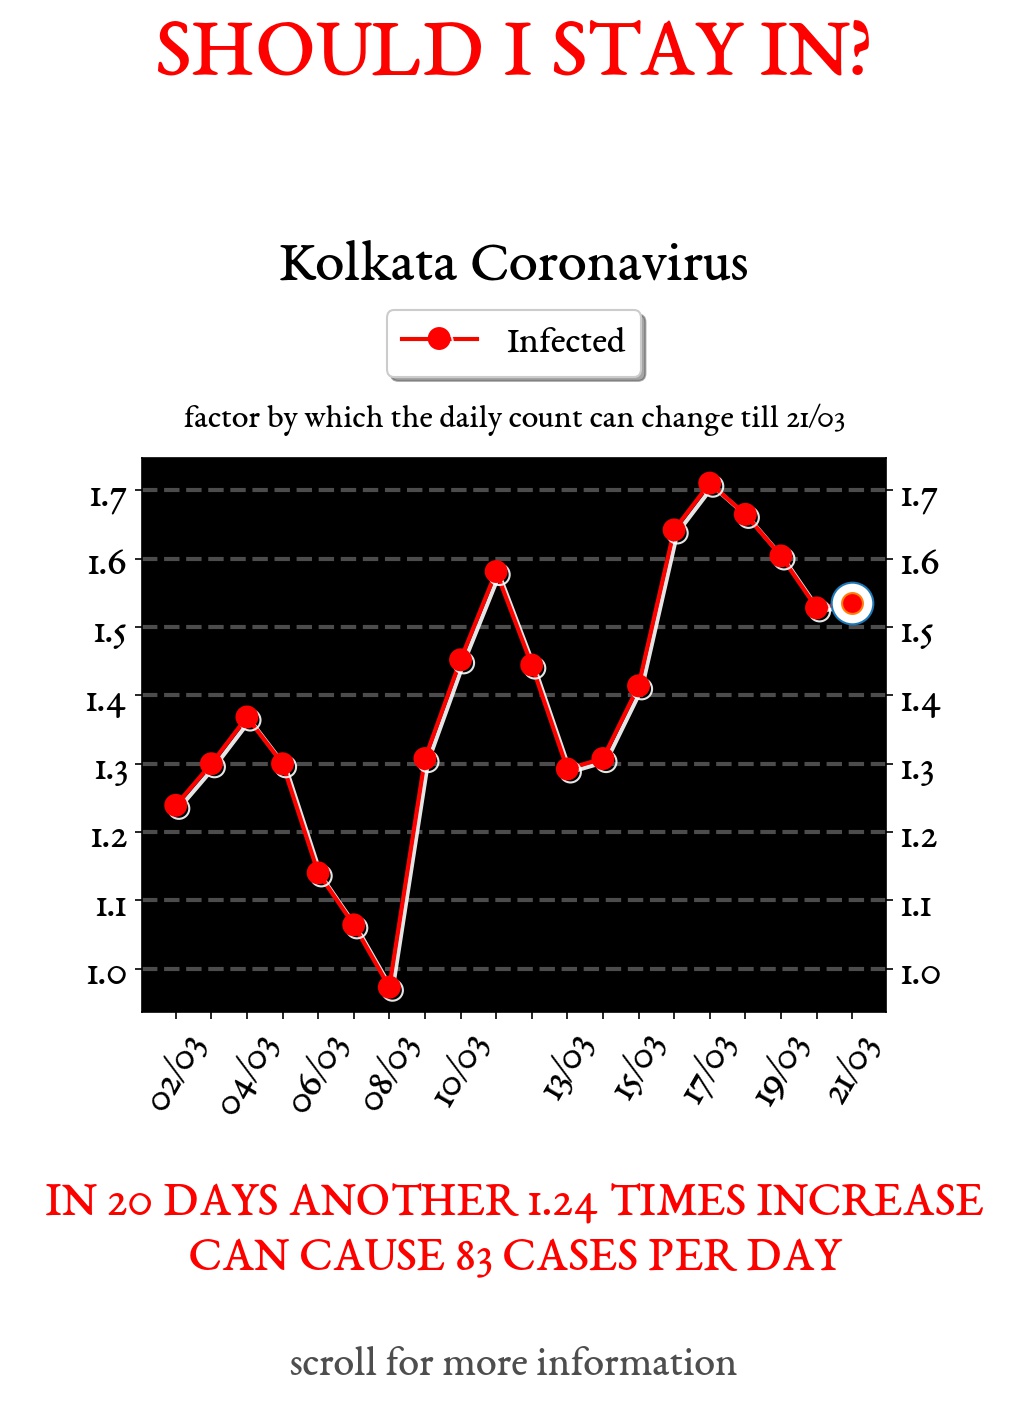 SHOULD I STAY IN?
Kolkata Coronavirus
Infected
factor by which the daily count can change till 21/03
1.7 1.7
1.6 1.6
1.5 1.5
1.4 1.4
1.3 1.3
1.2 1.2
1.1 1.1
1.0 1.0
02/03 04/03 06/03 08/03 10/03 13/03 15/03 17/03 19/03 21/03
IN 20 DAYS ANOTHER 1.24 TIMES INCREASE
CAN CAUSE 83 CASES PER DAY
scroll for more information